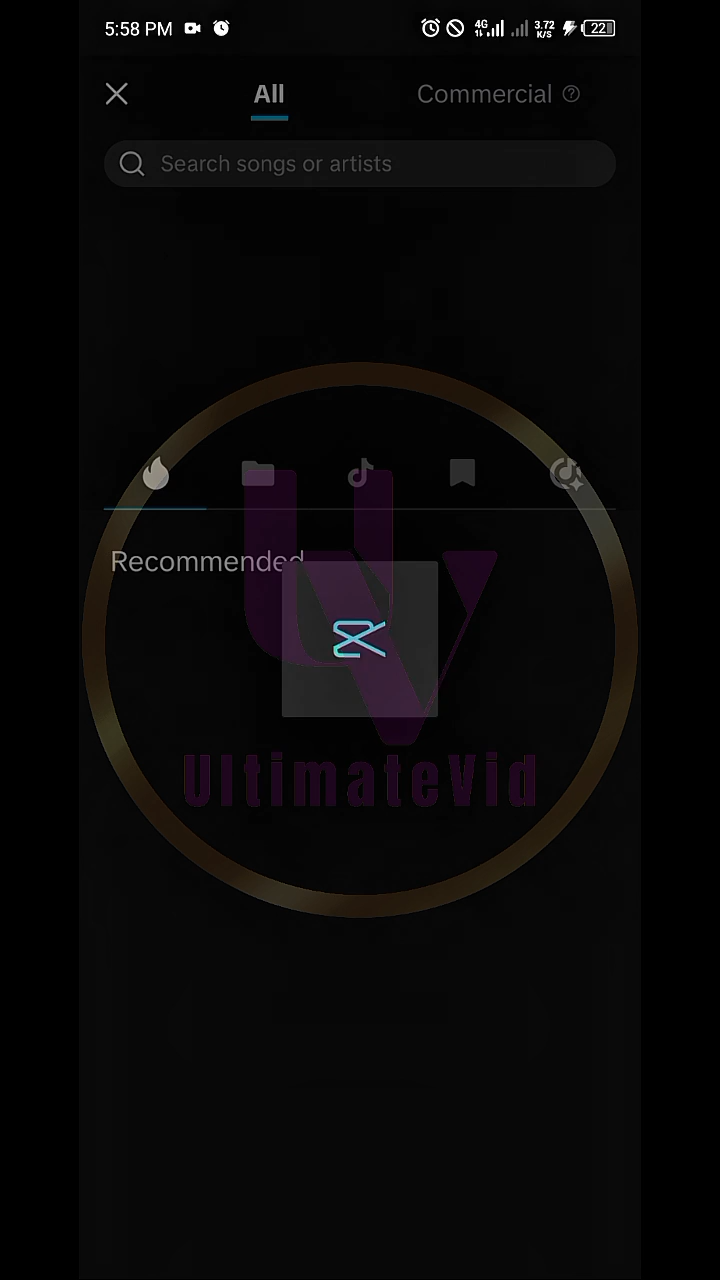 5:58 PM 4G 3.72 K/S 22
All Commercial
Search songs or artists
Recommended
UltimateVid